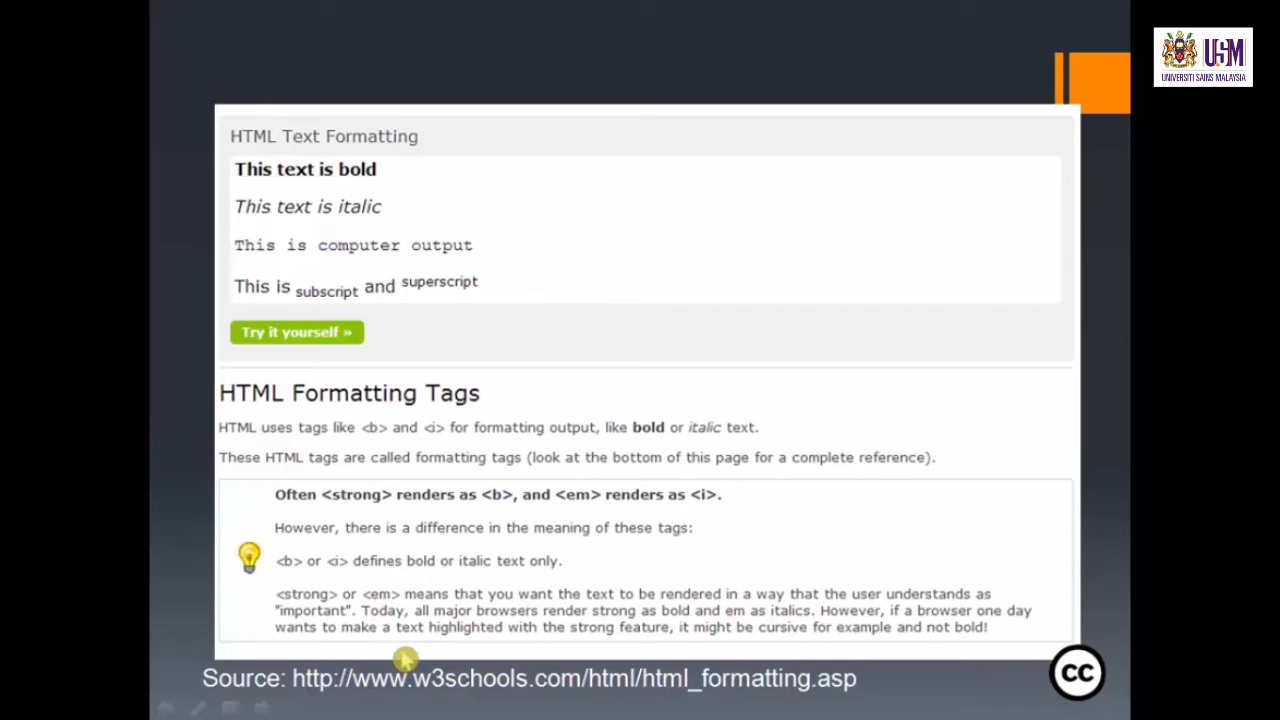 USM
UNIVERSITI SAINS MALAYSIA
HTML Text Formatting
This text is bold
This text is italic
This is computer output
This is subscript and superscript
Try it yourself »
HTML Formatting Tags
HTML uses tags like <b> and <i> for formatting output, like bold or italic text.
These HTML tags are called formatting tags (look at the bottom of this page for a complete reference).
Often <strong> renders as <b>, and <em> renders as <i>.
However, there is a difference in the meaning of these tags:
<b> or <i> defines bold or italic text only.
<strong> or <em> means that you want the text to be rendered in a way that the user understands as
"important". Today, all major browsers render strong as bold and em as italics. However, if a browser one day
wants to make a text highlighted with the strong feature, it might be cursive for example and not bold!
Source: http://www.w3schools.com/html/html_formatting.asp
CC